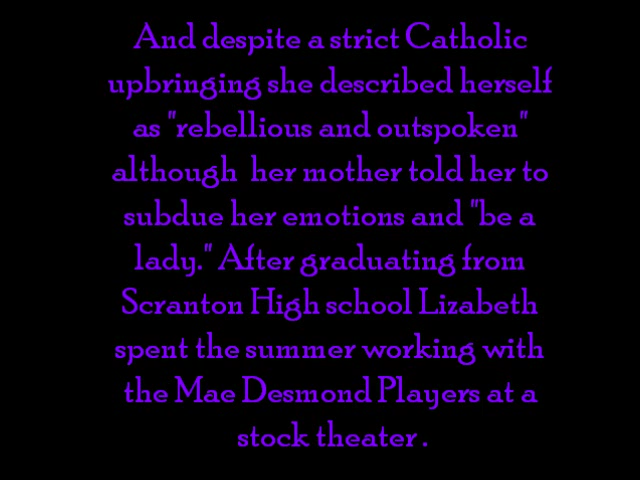 And despite a strict Catholic
upbringing she described herself
as "rebellious and outspoken"
although her mother told her to
subdue her emotions and "be a
lady." After graduating from
Scranton High school Lizabeth
spent the summer working with
the Mae Desmond Players at a
stock theater.